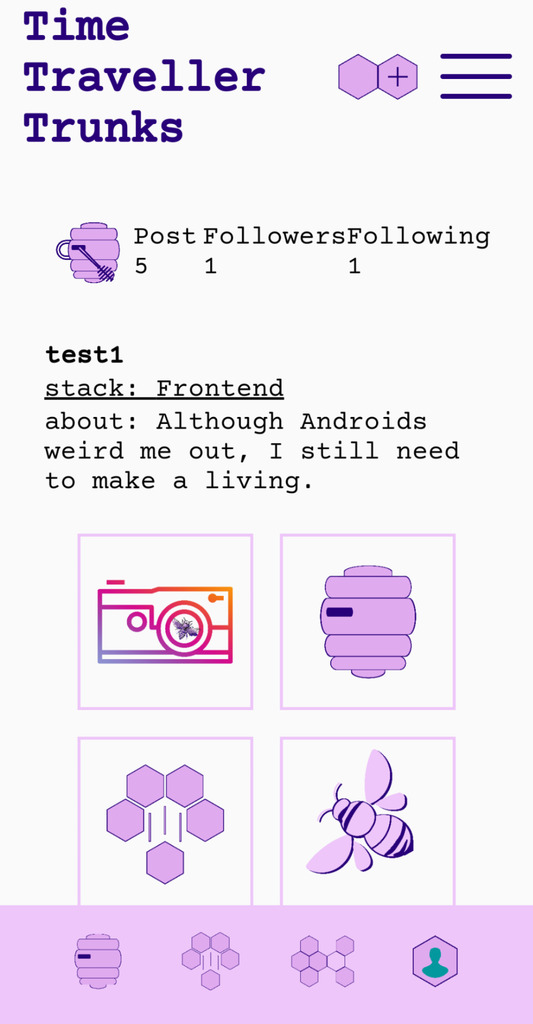 Time
Traveller
Trunks
Post Followers Following
5 1 1
test1
stack: Frontend
about: Although Androids
weird me out, I still need
to make a living.